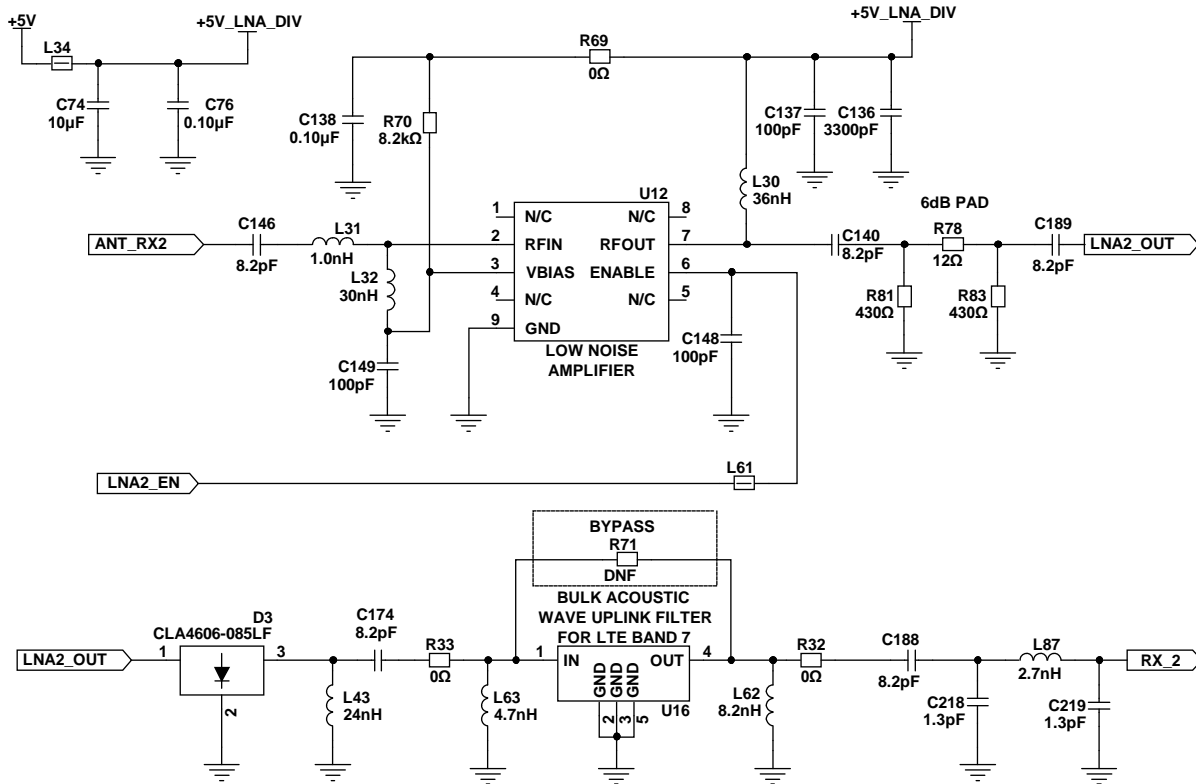 +5V
+5V_LNA_DIV
L34
C74
10µF
C76
0.10µF
+5V_LNA_DIV
R69
0Ω
C138
0.10µF
R70
8.2kΩ
C137
100pF
C136
3300pF
L30
36nH
U12
1 N/C N/C 8
2 RFIN RFOUT 7
3 VBIAS ENABLE 6
4 N/C N/C 5
9 GND
LOW NOISE
AMPLIFIER
ANT_RX2
C146
8.2pF
L31
1.0nH
L32
30nH
C149
100pF
C148
100pF
C140
8.2pF
6dB PAD
R78
12Ω
R81
430Ω
R83
430Ω
C189
8.2pF
LNA2_OUT
LNA2_EN
L61
BYPASS
R71
DNF
BULK ACOUSTIC
WAVE UPLINK FILTER
FOR LTE BAND 7
LNA2_OUT
D3
CLA4606-085LF
1
3
2
L43
24nH
C174
8.2pF
R33
0Ω
L63
4.7nH
1 IN OUT 4
GND GND GND
2 3 5
U16
L62
8.2nH
R32
0Ω
C188
8.2pF
C218
1.3pF
L87
2.7nH
C219
1.3pF
RX_2